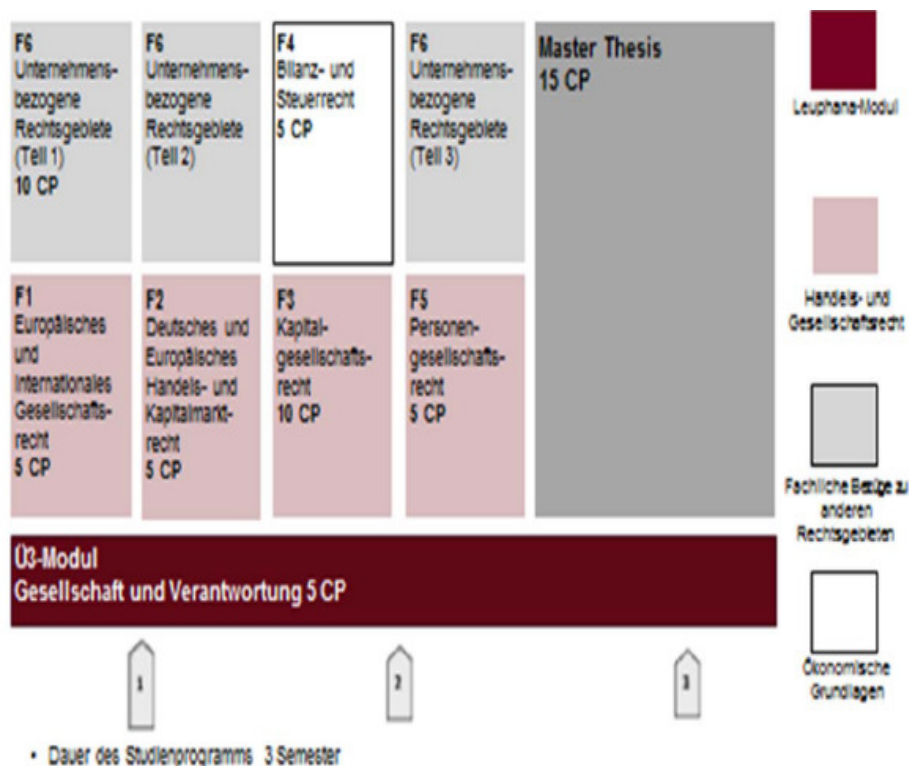 F6
Unternehmens-
bezogene
Rechtsgebiete
(Teil 1)
10 CP
F6
Unternehmens-
bezogene
Rechtsgebiete
(Teil 2)
F4
Bilanz- und
Steuerrecht
5 CP
F6
Unternehmens-
bezogene
Rechtsgebiete
(Teil 3)
Master Thesis
15 CP
F1
Europäisches
und
Internationales
Gesellschafts-
recht
5 CP
F2
Deutsches und
Europäisches
Handels- und
Kapitalmarkt-
recht
5 CP
F3
Kapital-
gesellschafts-
recht
10 CP
F5
Personen-
gesellschafts-
recht
5 CP
Ü3-Modul
Gesellschaft und Verantwortung 5 CP
1
2
3
• Dauer des Studienprogramms 3 Semester
Leuphana-Modul
Handels- und
Gesellschaftsrecht
Fachliche Bezüge zu
anderen
Rechtsgebieten
Ökonomische
Grundlagen